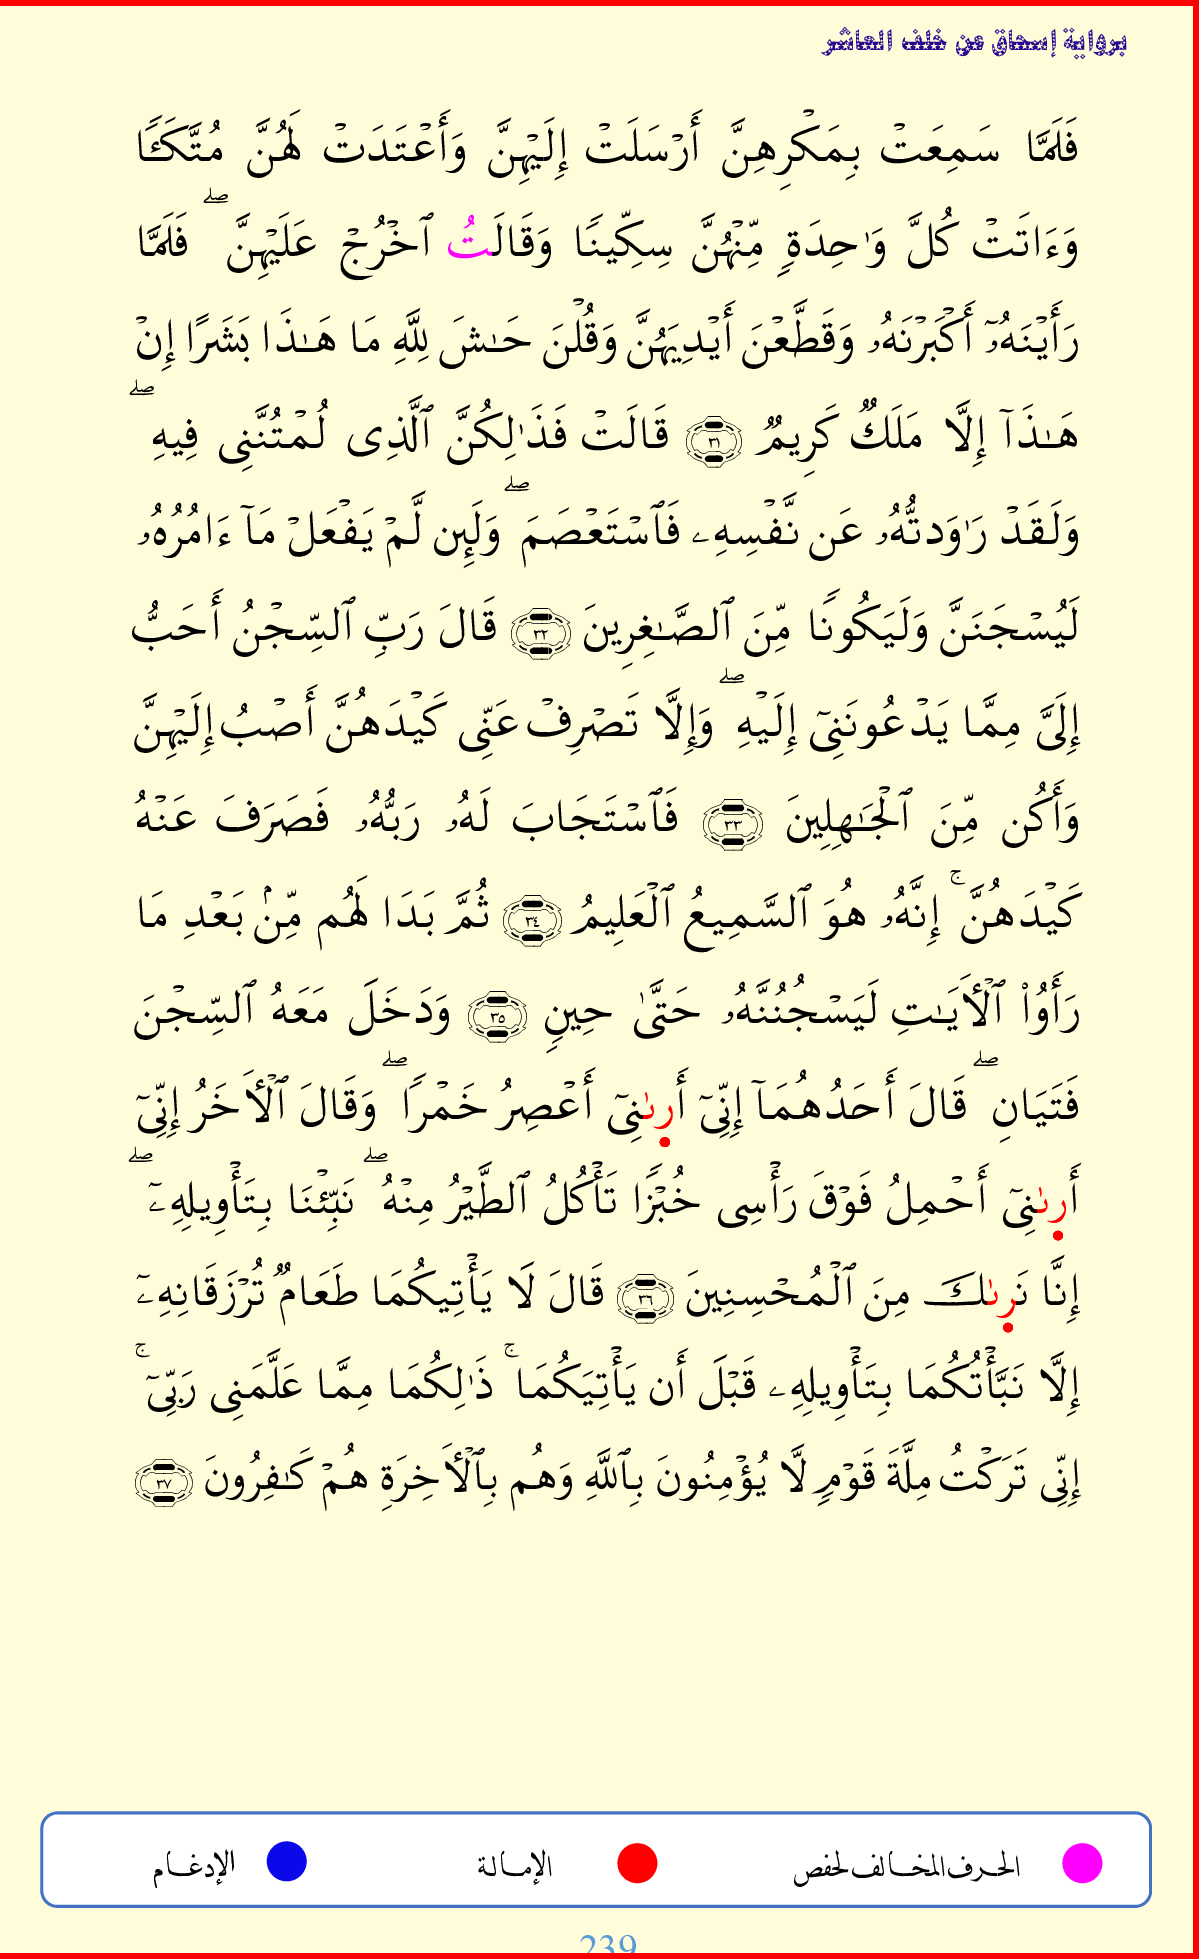 برواية إسحاق عن خلف العاشر
فَلَمَّا سَمِعَتۡ بِمَكۡرِهِنَّ أَرۡسَلَتۡ إِلَيۡهِنَّ وَأَعۡتَدَتۡ لَهُنَّ مُتَّكَـٔٗا
وَءَاتَتۡ كُلَّ وَٰحِدَةٖ مِّنۡهُنَّ سِكِّينٗا وَقَالَتُ ٱخۡرُجۡ عَلَيۡهِنَّۖ فَلَمَّا
رَأَيۡنَهُۥٓ أَكۡبَرۡنَهُۥ وَقَطَّعۡنَ أَيۡدِيَهُنَّ وَقُلۡنَ حَٰشَ لِلَّهِ مَا هَٰذَا بَشَرًا إِنۡ
هَٰذَآ إِلَّا مَلَكٞ كَرِيمٞ ٣١ قَالَتۡ فَذَٰلِكُنَّ ٱلَّذِى لُمۡتُنَّنِى فِيهِۖ
وَلَقَدۡ رَٰوَدتُّهُۥ عَن نَّفۡسِهِۦ فَٱسۡتَعۡصَمَۖ وَلَئِن لَّمۡ يَفۡعَلۡ مَآ ءَامُرُهُۥ
لَيُسۡجَنَنَّ وَلَيَكُونٗا مِّنَ ٱلصَّٰغِرِينَ ٣٢ قَالَ رَبِّ ٱلسِّجۡنُ أَحَبُّ
إِلَىَّ مِمَّا يَدۡعُونَنِىٓ إِلَيۡهِۖ وَإِلَّا تَصۡرِفۡ عَنِّى كَيۡدَهُنَّ أَصۡبُ إِلَيۡهِنَّ
وَأَكُن مِّنَ ٱلۡجَٰهِلِينَ ٣٣ فَٱسۡتَجَابَ لَهُۥ رَبُّهُۥ فَصَرَفَ عَنۡهُ
كَيۡدَهُنَّۚ إِنَّهُۥ هُوَ ٱلسَّمِيعُ ٱلۡعَلِيمُ ٣٤ ثُمَّ بَدَا لَهُم مِّنۢ بَعۡدِ مَا
رَأَوُاْ ٱلۡأَيَٰتِ لَيَسۡجُنُنَّهُۥ حَتَّىٰ حِينٖ ٣٥ وَدَخَلَ مَعَهُ ٱلسِّجۡنَ
فَتَيَانِۖ قَالَ أَحَدُهُمَآ إِنِّىٓ أَرىٰنِىٓ أَعۡصِرُ خَمۡرٗاۖ وَقَالَ ٱلۡأَخَرُ إِنِّىٓ
أَرىٰنِىٓ أَحۡمِلُ فَوۡقَ رَأۡسِى خُبۡزٗا تَأۡكُلُ ٱلطَّيۡرُ مِنۡهُۖ نَبِّئۡنَا بِتَأۡوِيلِهِۦٓۖ
إِنَّا نَرىٰكَ مِنَ ٱلۡمُحۡسِنِينَ ٣٦ قَالَ لَا يَأۡتِيكُمَا طَعَامٞ تُرۡزَقَانِهِۦٓ
إِلَّا نَبَّأۡتُكُمَا بِتَأۡوِيلِهِۦ قَبۡلَ أَن يَأۡتِيَكُمَاۚ ذَٰلِكُمَا مِمَّا عَلَّمَنِى رَبِّىٓۚ
إِنِّى تَرَكۡتُ مِلَّةَ قَوۡمٖ لَّا يُؤۡمِنُونَ بِٱللَّهِ وَهُم بِٱلۡأَخِرَةِ هُمۡ كَٰفِرُونَ ٣٧
الحرف المخالف لحفص الإمالة الإدغام
239